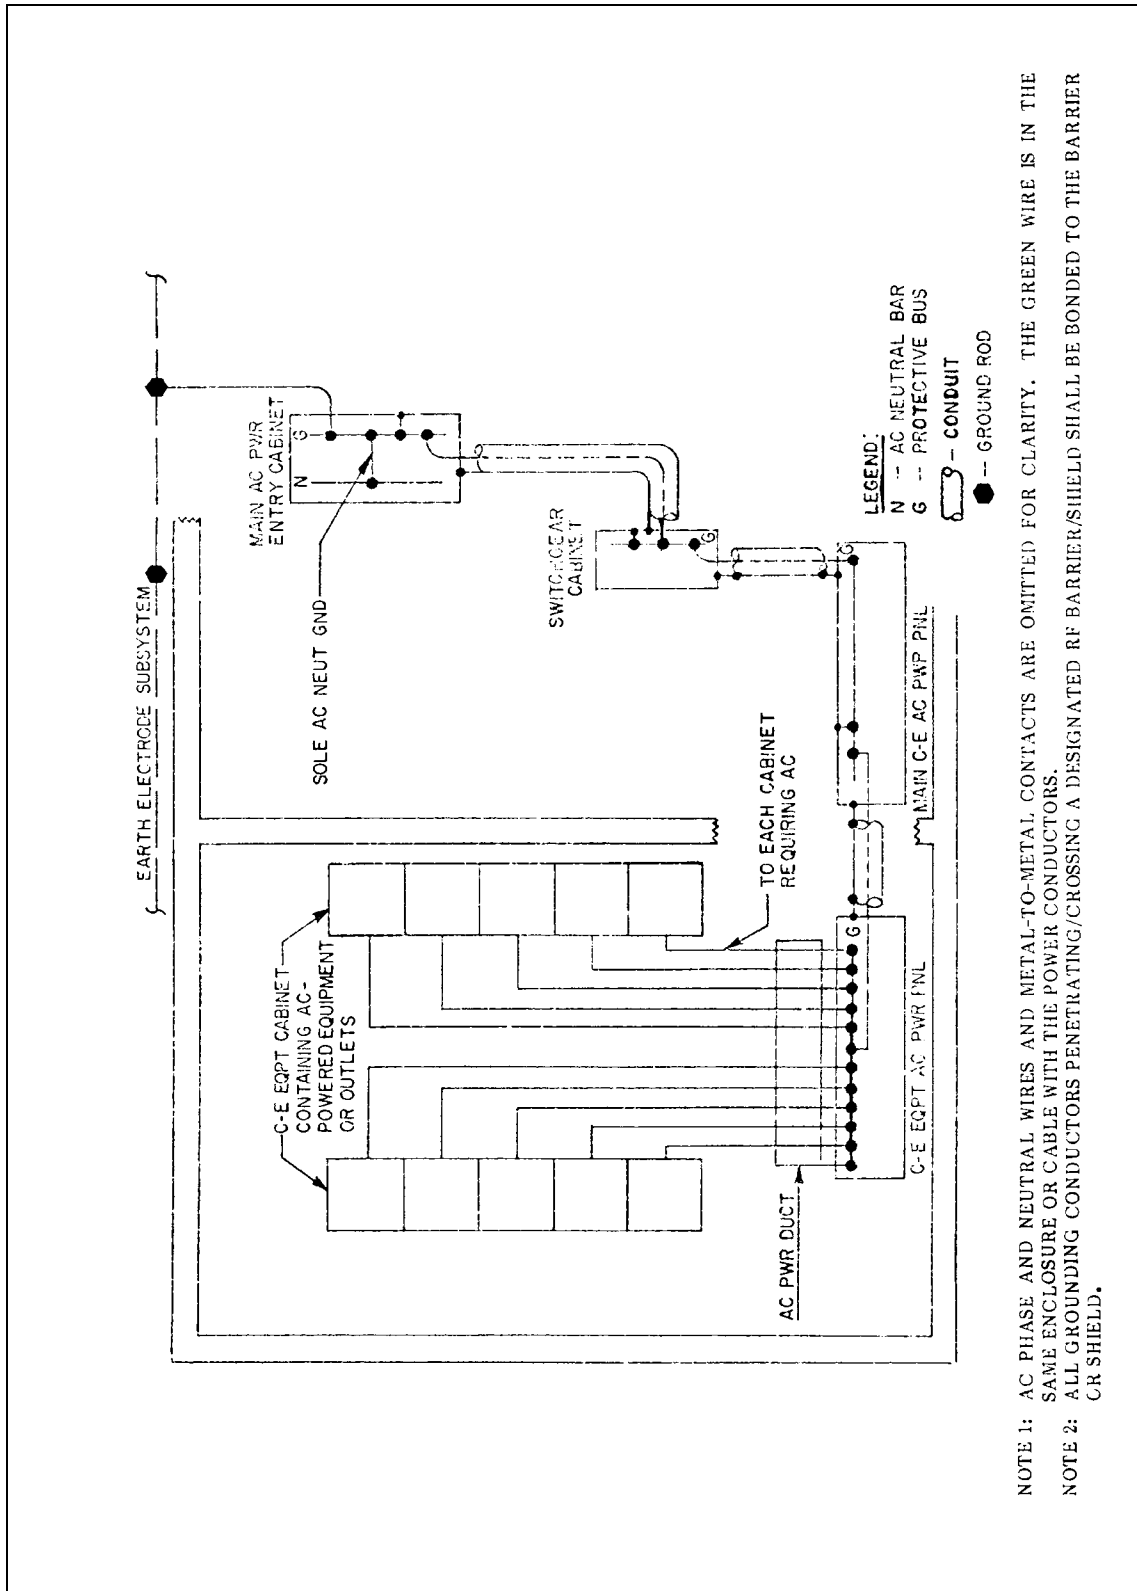 EARTH ELECTRODE SUBSYSTEM
MAIN AC PWR
ENTRY CABINET
N
G
SOLE AC NEUT GND
SWITCHGEAR
CABINET
G
C-E EQPT CABINET
CONTAINING AC-
POWERED EQUIPMENT
OR OUTLETS
TO EACH CABINET
REQUIRING AC
AC PWR DUCT
G
C-E EQPT AC PWR PNL
G
MAIN C-E AC PWP PNL
LEGEND:
N -- AC NEUTRAL BAR
G -- PROTECTIVE BUS
- CONDUIT
-- GROUND ROD
NOTE 1: AC PHASE AND NEUTRAL WIRES AND METAL-TO-METAL CONTACTS ARE OMITTED FOR CLARITY. THE GREEN WIRE IS IN THE
SAME ENCLOSURE OR CABLE WITH THE POWER CONDUCTORS.
NOTE 2: ALL GROUNDING CONDUCTORS PENETRATING/CROSSING A DESIGNATED RF BARRIER/SHIELD SHALL BE BONDED TO THE BARRIER
OR SHIELD.